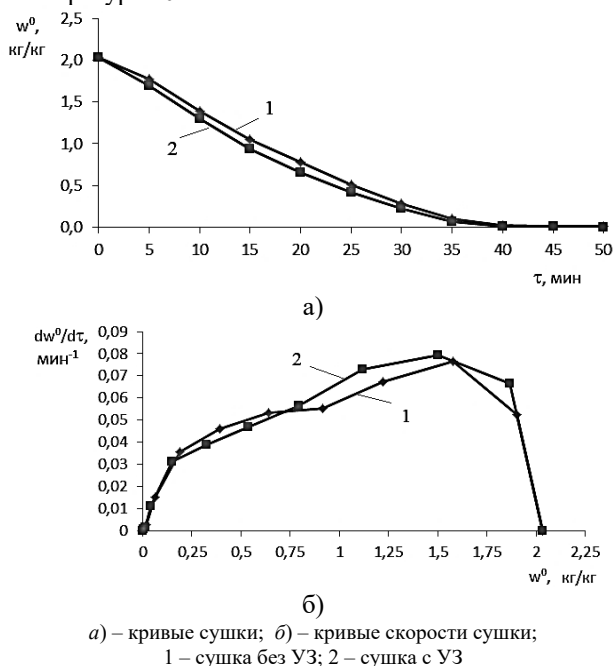 w⁰,
кг/кг
2,5
2,0
1,5
1,0
0,5
0,0
1
2
0 5 10 15 20 25 30 35 40 45 50
τ, мин
а)
dw⁰/dτ,
мин⁻¹
0,09
0,08
0,07
0,06
0,05
0,04
0,03
0,02
0,01
0
2
1
0 0,25 0,5 0,75 1 1,25 1,5 1,75 2 2,25
w⁰, кг/кг
б)
а) – кривые сушки; б) – кривые скорости сушки;
1 – сушка без УЗ; 2 – сушка с УЗ